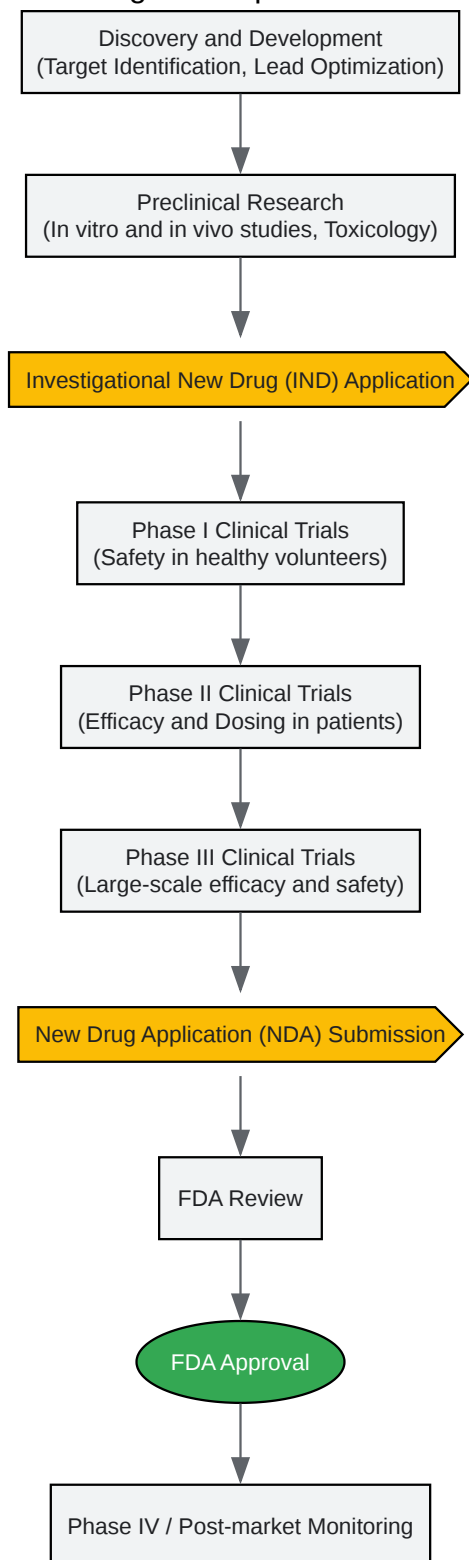 Discovery and Development
(Target Identification, Lead Optimization)
Preclinical Research
(In vitro and in vivo studies, Toxicology)
Investigational New Drug (IND) Application
Phase I Clinical Trials
(Safety in healthy volunteers)
Phase II Clinical Trials
(Efficacy and Dosing in patients)
Phase III Clinical Trials
(Large-scale efficacy and safety)
New Drug Application (NDA) Submission
FDA Review
FDA Approval
Phase IV / Post-market Monitoring